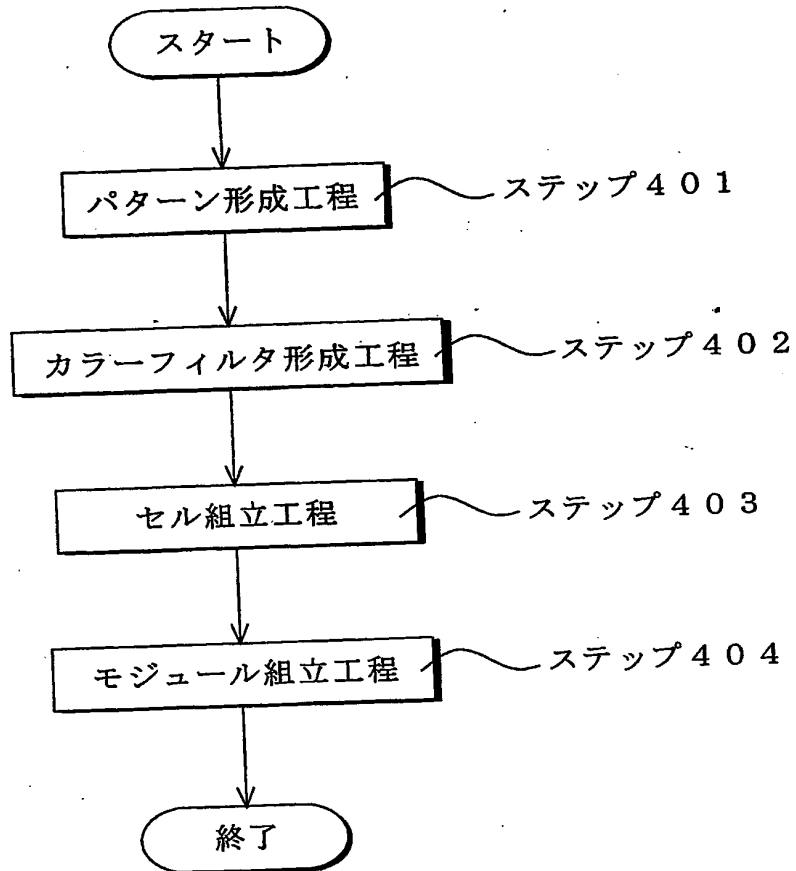 スタート
パターン形成工程
ステップ401
カラーフィルタ形成工程
ステップ402
セル組立工程
ステップ403
モジュール組立工程
ステップ404
終了